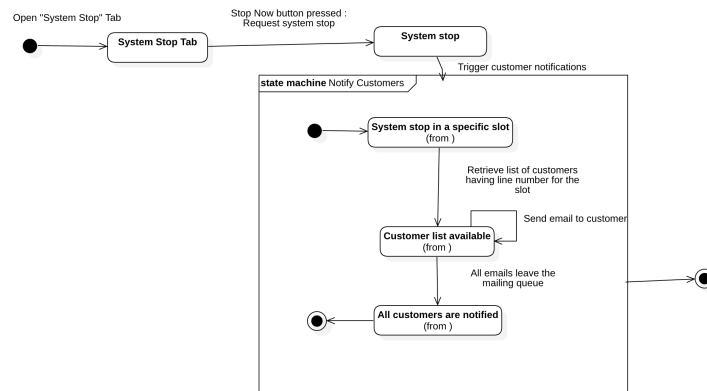 Open "System Stop" Tab
Stop Now button pressed :
Request system stop
System Stop Tab
System stop
Trigger customer notifications
state machine Notify Customers
System stop in a specific slot
(from )
Retrieve list of customers
having line number for the
slot
Send email to customer
Customer list available
(from )
All emails leave the
mailing queue
All customers are notified
(from )